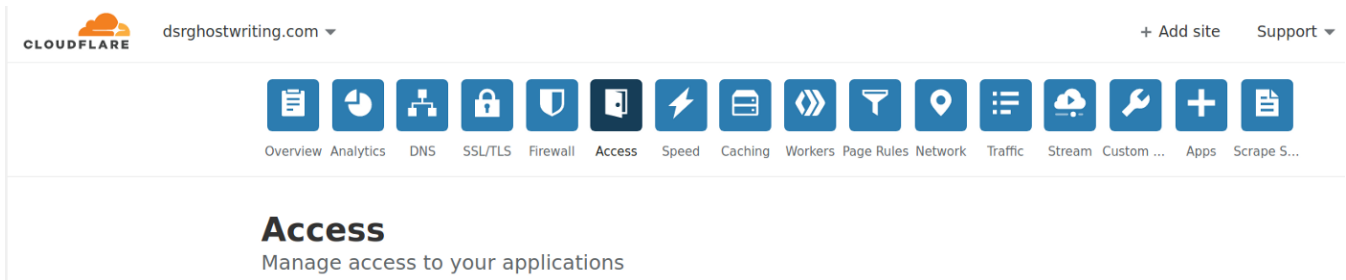 CLOUDFLARE dsrghostwriting.com + Add site Support
Overview Analytics DNS SSL/TLS Firewall Access Speed Caching Workers Page Rules Network Traffic Stream Custom ... Apps Scrape S...
Access
Manage access to your applications